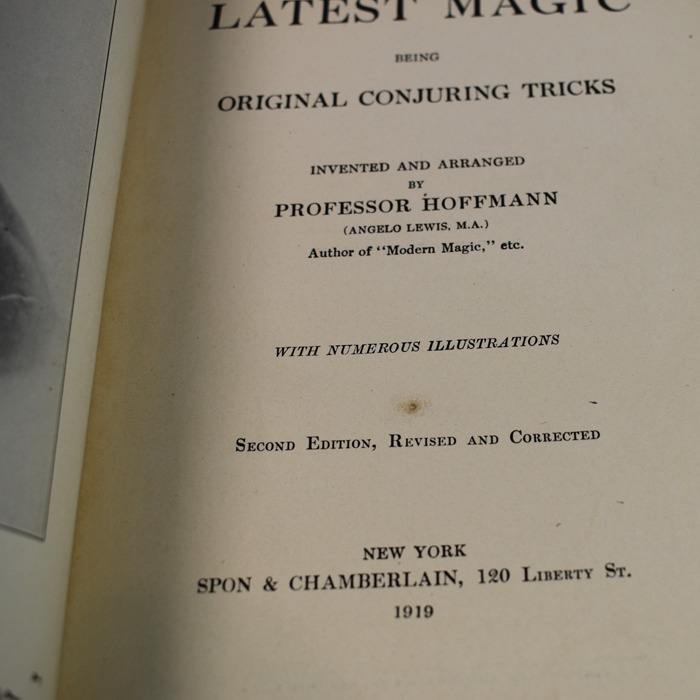 LATEST MAGIC
BEING
ORIGINAL CONJURING TRICKS
INVENTED AND ARRANGED
BY
PROFESSOR HOFFMANN
(ANGELO LEWIS, M.A.)
Author of "Modern Magic," etc.
WITH NUMEROUS ILLUSTRATIONS
SECOND EDITION, REVISED AND CORRECTED
NEW YORK
SPON & CHAMBERLAIN, 120 LIBERTY ST.
1919